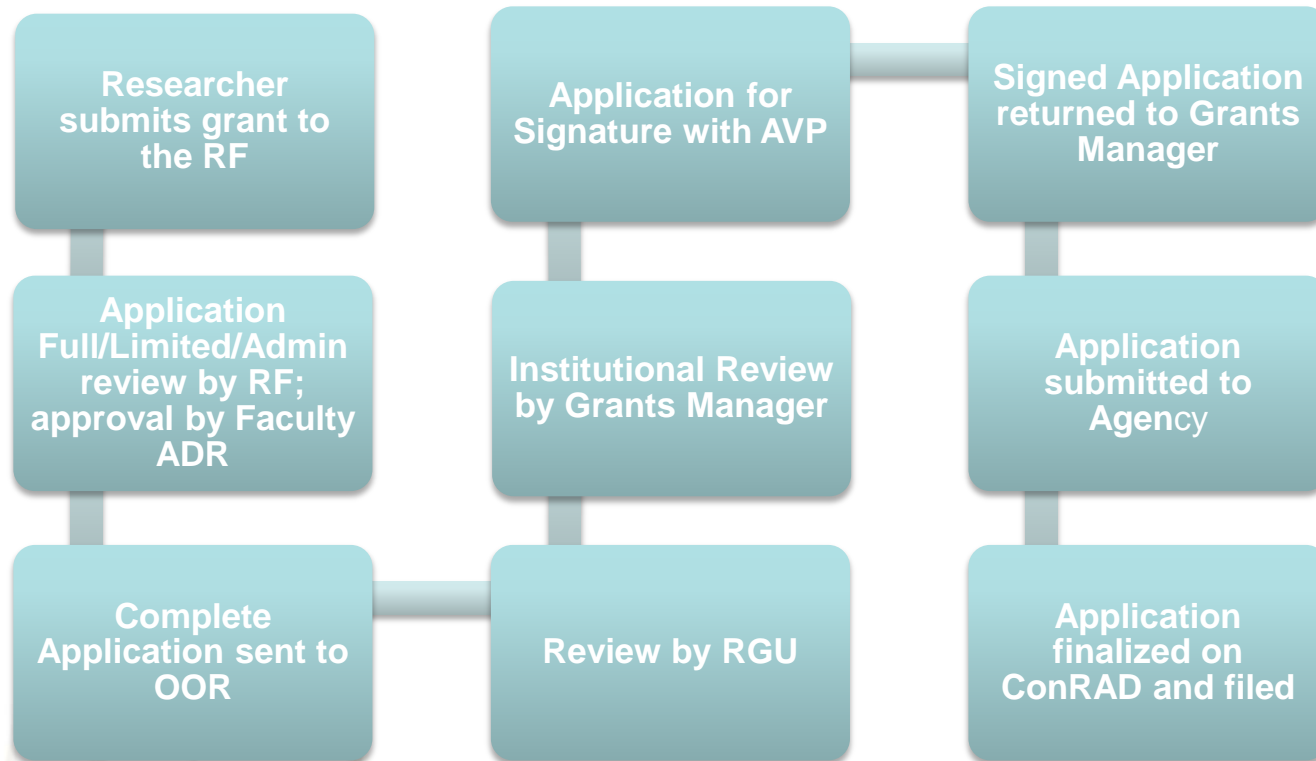 Researcher
submits grant to
the RF
Application
Full/Limited/Admin
review by RF;
approval by Faculty
ADR
Complete
Application sent to
OOR
Review by RGU
Institutional Review
by Grants Manager
Application for
Signature with AVP
Signed Application
returned to Grants
Manager
Application
submitted to
Agency
Application
finalized on
ConRAD and filed